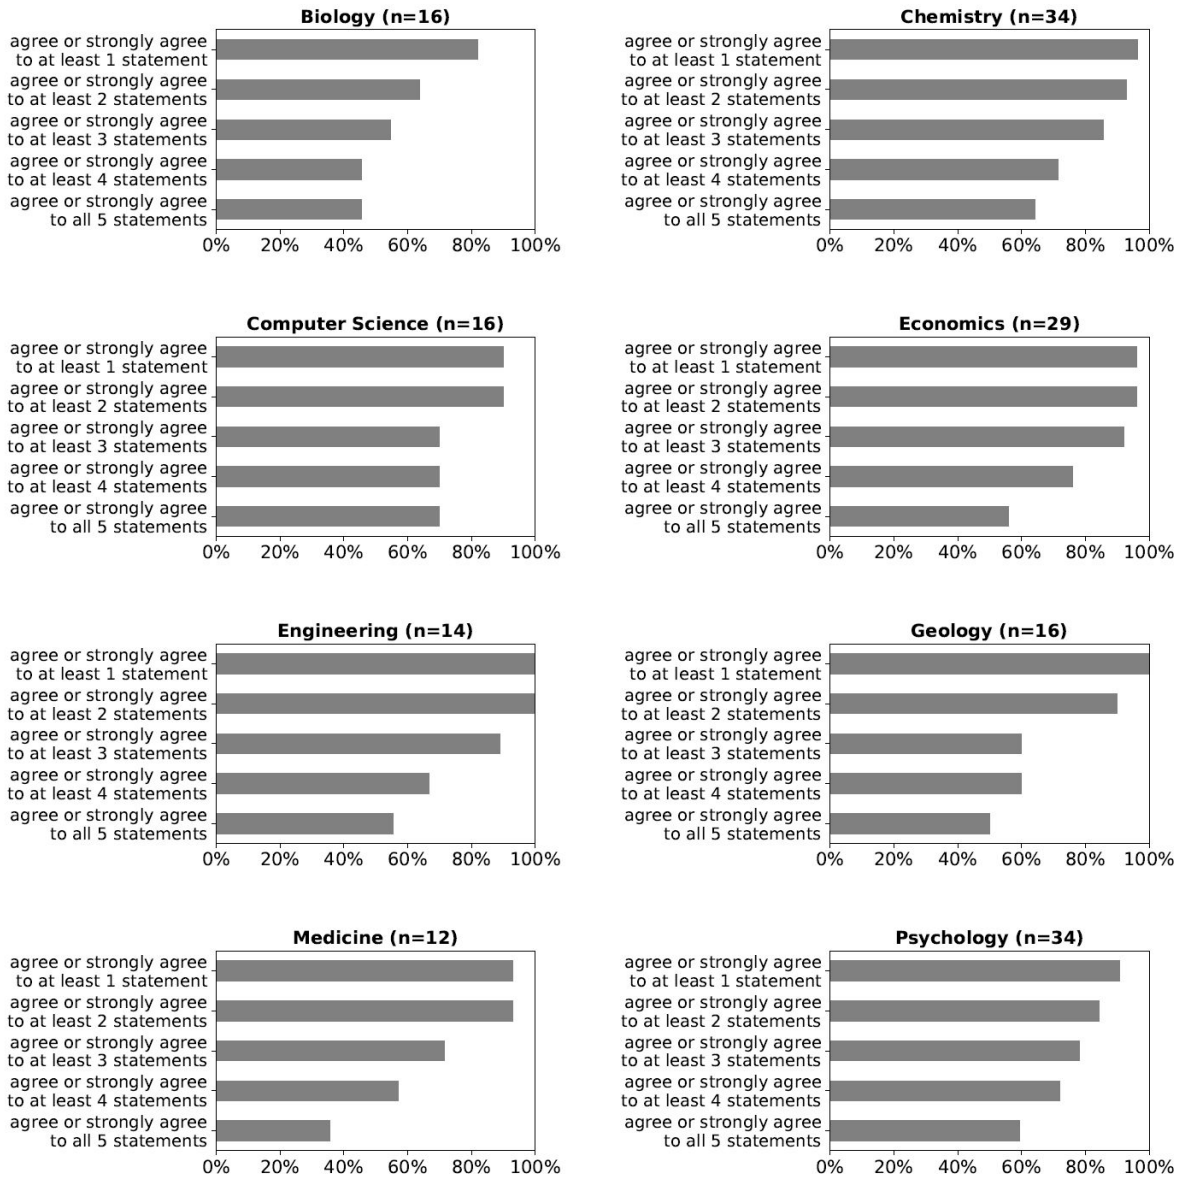 Biology (n=16)
agree or strongly agree
to at least 1 statement
agree or strongly agree
to at least 2 statements
agree or strongly agree
to at least 3 statements
agree or strongly agree
to at least 4 statements
agree or strongly agree
to all 5 statements
0% 20% 40% 60% 80% 100%
Chemistry (n=34)
agree or strongly agree
to at least 1 statement
agree or strongly agree
to at least 2 statements
agree or strongly agree
to at least 3 statements
agree or strongly agree
to at least 4 statements
agree or strongly agree
to all 5 statements
0% 20% 40% 60% 80% 100%
Computer Science (n=16)
agree or strongly agree
to at least 1 statement
agree or strongly agree
to at least 2 statements
agree or strongly agree
to at least 3 statements
agree or strongly agree
to at least 4 statements
agree or strongly agree
to all 5 statements
0% 20% 40% 60% 80% 100%
Economics (n=29)
agree or strongly agree
to at least 1 statement
agree or strongly agree
to at least 2 statements
agree or strongly agree
to at least 3 statements
agree or strongly agree
to at least 4 statements
agree or strongly agree
to all 5 statements
0% 20% 40% 60% 80% 100%
Engineering (n=14)
agree or strongly agree
to at least 1 statement
agree or strongly agree
to at least 2 statements
agree or strongly agree
to at least 3 statements
agree or strongly agree
to at least 4 statements
agree or strongly agree
to all 5 statements
0% 20% 40% 60% 80% 100%
Geology (n=16)
agree or strongly agree
to at least 1 statement
agree or strongly agree
to at least 2 statements
agree or strongly agree
to at least 3 statements
agree or strongly agree
to at least 4 statements
agree or strongly agree
to all 5 statements
0% 20% 40% 60% 80% 100%
Medicine (n=12)
agree or strongly agree
to at least 1 statement
agree or strongly agree
to at least 2 statements
agree or strongly agree
to at least 3 statements
agree or strongly agree
to at least 4 statements
agree or strongly agree
to all 5 statements
0% 20% 40% 60% 80% 100%
Psychology (n=34)
agree or strongly agree
to at least 1 statement
agree or strongly agree
to at least 2 statements
agree or strongly agree
to at least 3 statements
agree or strongly agree
to at least 4 statements
agree or strongly agree
to all 5 statements
0% 20% 40% 60% 80% 100%